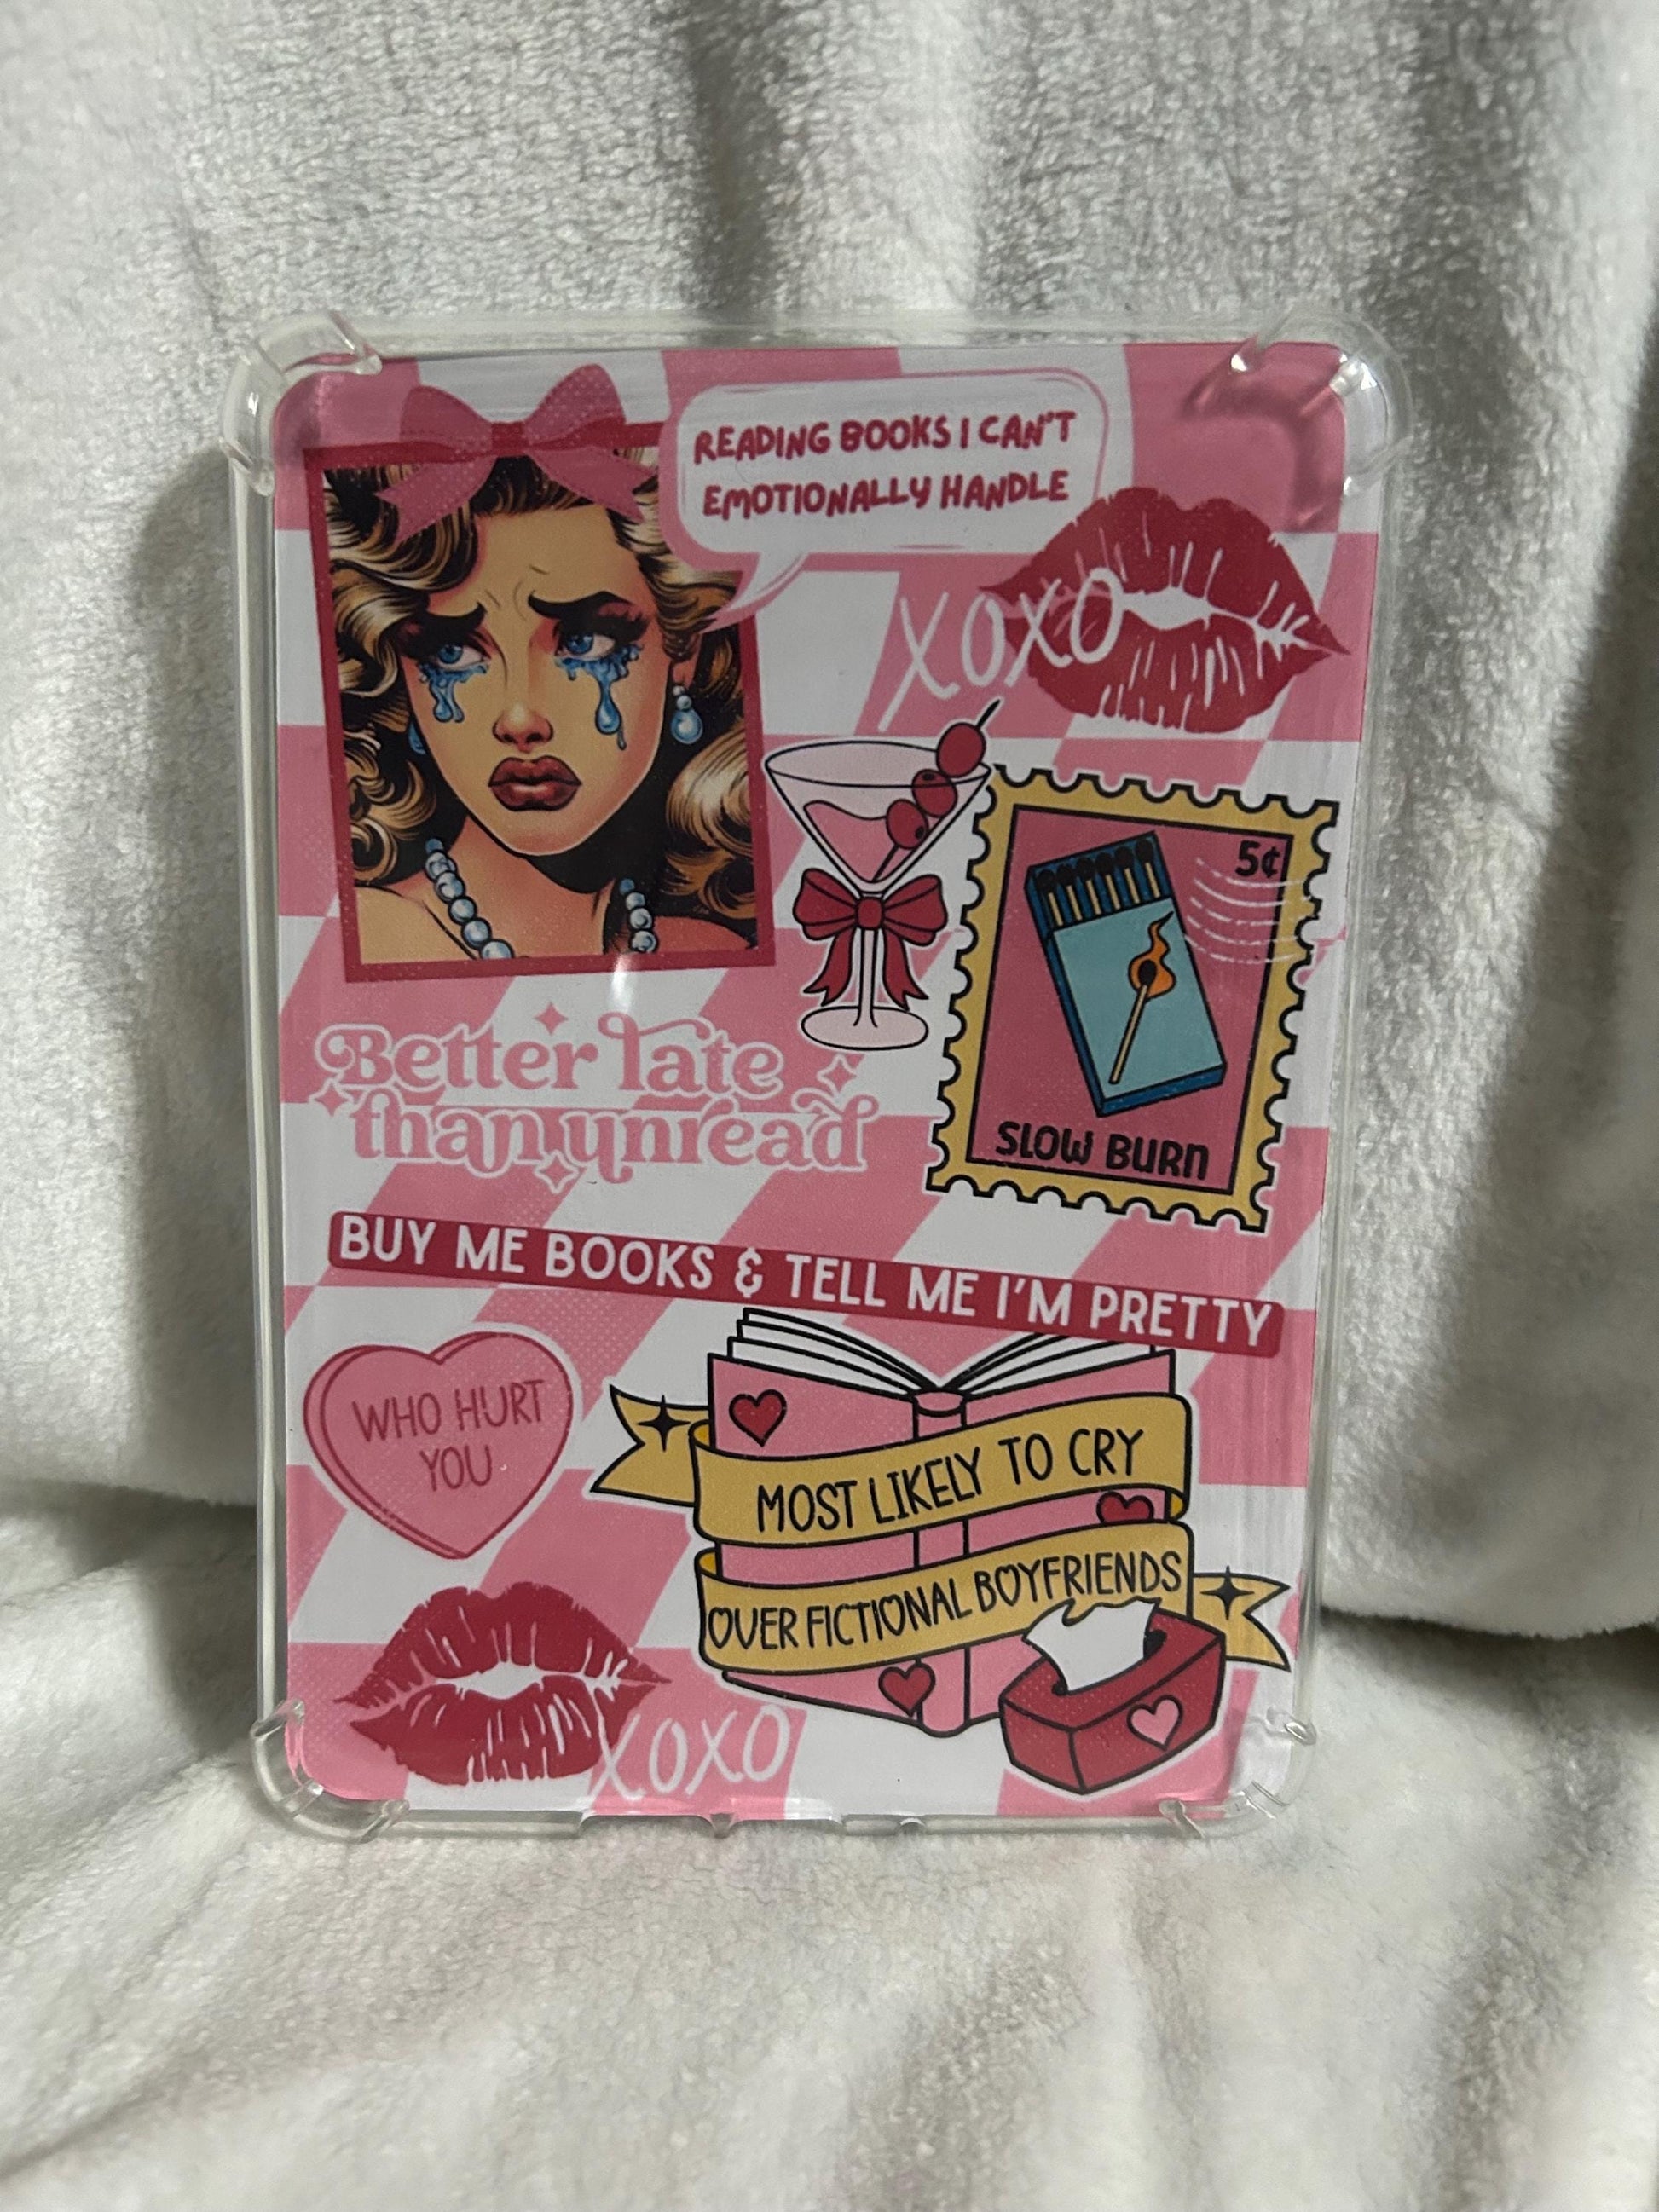 READING BOOKS I CAN'T
EMOTIONALLY HANDLE
XOXO
5¢
SLOW BURN
Better late
than unread
BUY ME BOOKS & TELL ME I'M PRETTY
WHO HURT
YOU
MOST LIKELY TO CRY
OVER FICTIONAL BOYFRIENDS
XOXO